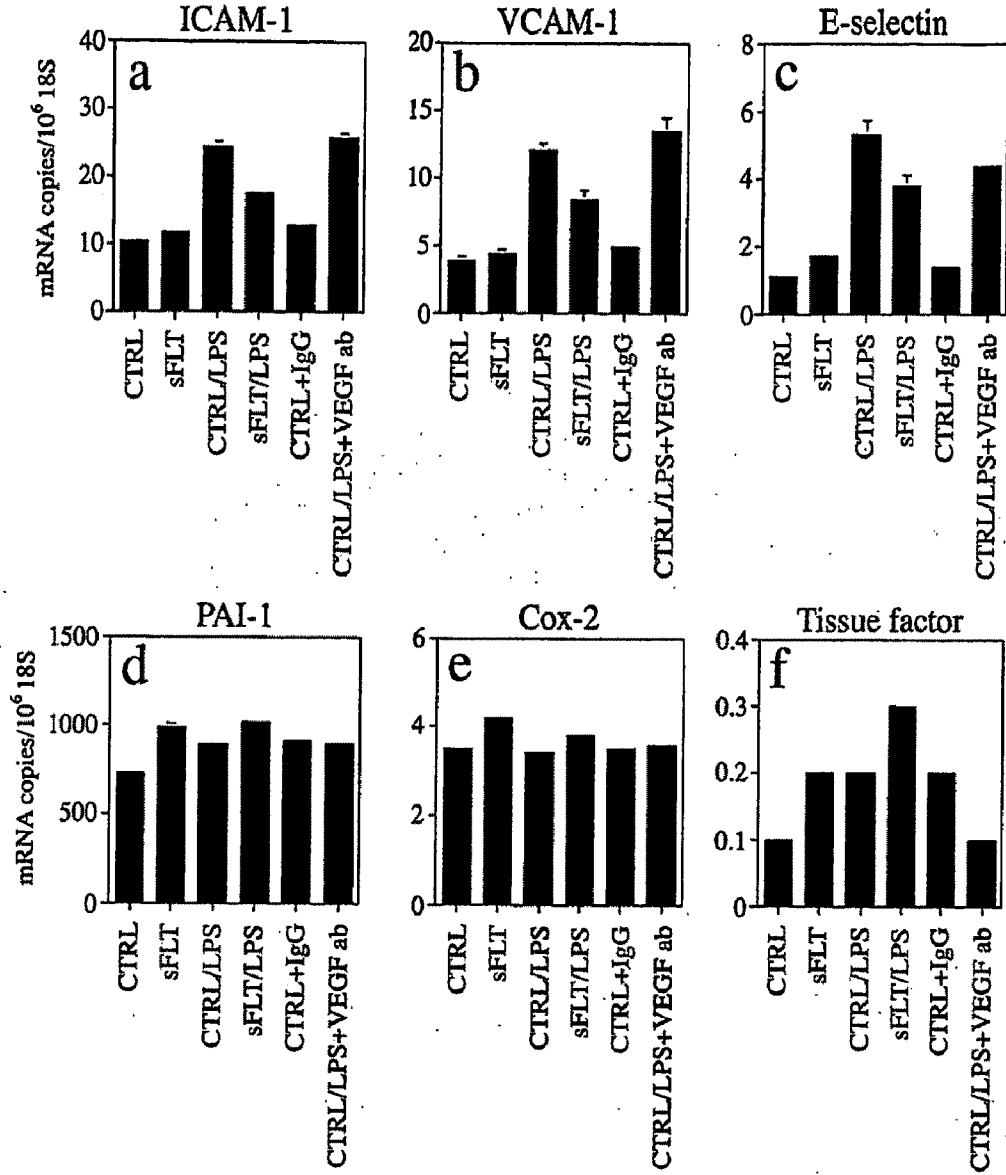 ICAM-1
VCAM-1
E-selectin
mRNA copies/10⁶ 18S
40
30
20
10
0
a
20
15
10
5
0
b
8
6
4
2
0
c
CTRL
sFLT
CTRL/LPS
sFLT/LPS
CTRL+IgG
CTRL/LPS+VEGF ab
CTRL
sFLT
CTRL/LPS
sFLT/LPS
CTRL+IgG
CTRL/LPS+VEGF ab
CTRL
sFLT
CTRL/LPS
sFLT/LPS
CTRL+IgG
CTRL/LPS+VEGF ab
PAI-1
Cox-2
Tissue factor
mRNA copies/10⁶ 18S
1500
1000
500
0
d
6
4
2
0
e
0.4
0.3
0.2
0.1
0
f
CTRL
sFLT
CTRL/LPS
sFLT/LPS
CTRL+IgG
CTRL/LPS+VEGF ab
CTRL
sFLT
CTRL/LPS
sFLT/LPS
CTRL+IgG
CTRL/LPS+VEGF ab
CTRL
sFLT
CTRL/LPS
sFLT/LPS
CTRL+IgG
CTRL/LPS+VEGF ab